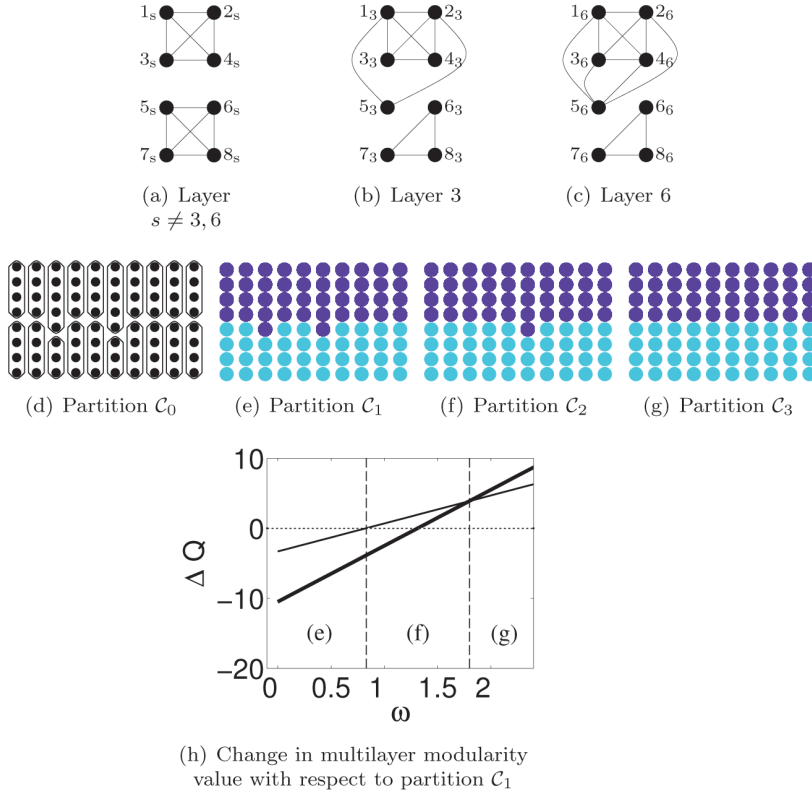 1s 2s 3s 4s 5s 6s 7s 8s
1₃ 2₃ 3₃ 4₃ 5₃ 6₃ 7₃ 8₃
1₆ 2₆ 3₆ 4₆ 5₆ 6₆ 7₆ 8₆
(a) Layer
s ≠ 3, 6
(b) Layer 3
(c) Layer 6
(d) Partition 𝒞₀
(e) Partition 𝒞₁
(f) Partition 𝒞₂
(g) Partition 𝒞₃
10
0
−10
−20
Δ Q
(e)
(f)
(g)
0 0.5 1 1.5 2
ω
(h) Change in multilayer modularity
value with respect to partition 𝒞₁